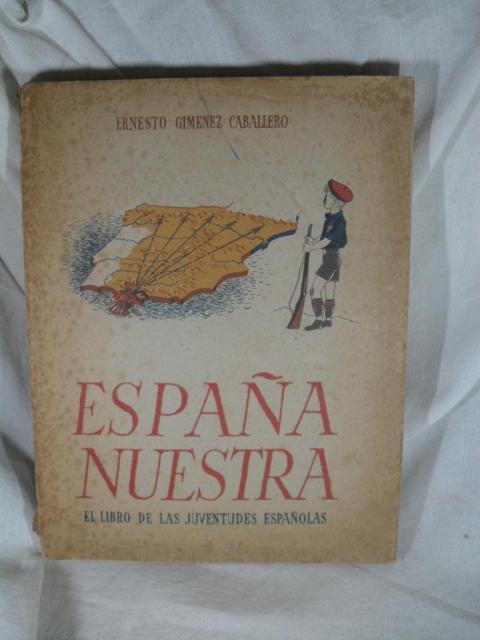 ERNESTO GIMENEZ CABALLERO
ESPAÑA
NUESTRA
EL LIBRO DE LAS JUVENTUDES ESPAÑOLAS